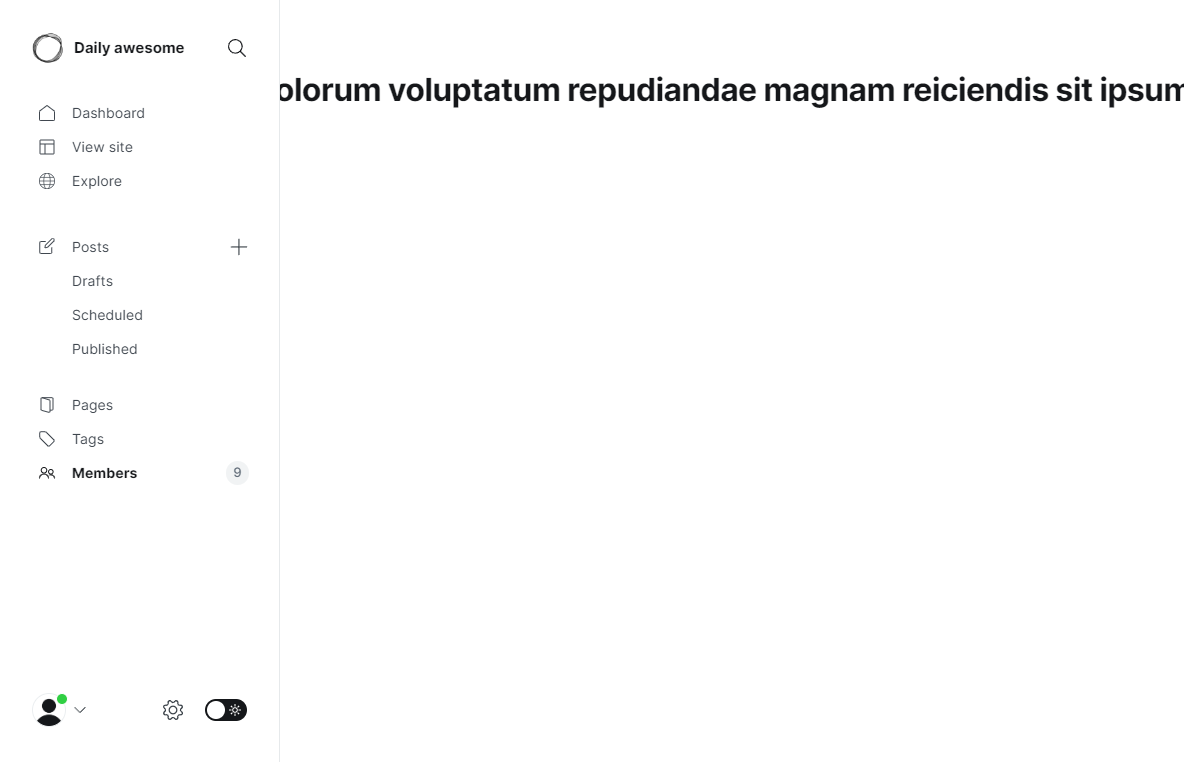 Daily awesome
olorum voluptatum repudiandae magnam reiciendis sit ipsum
Dashboard
View site
Explore
Posts
Drafts
Scheduled
Published
Pages
Tags
Members 9